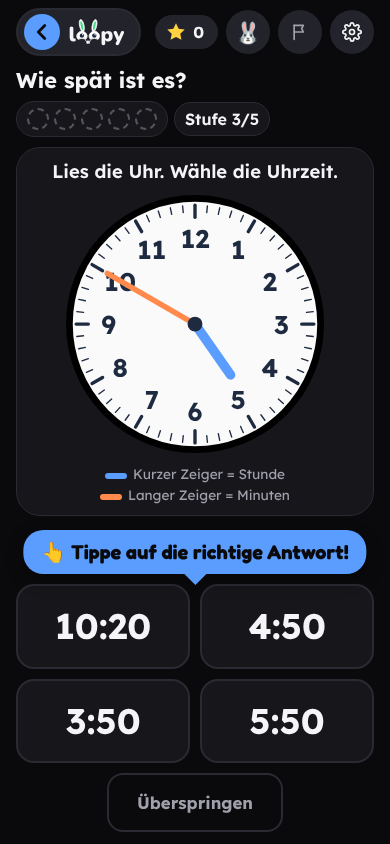 loopy
0
Wie spät ist es?
Stufe 3/5
Lies die Uhr. Wähle die Uhrzeit.
12
11
1
10
2
9
3
8
4
7
5
6
Kurzer Zeiger = Stunde
Langer Zeiger = Minuten
👆 Tippe auf die richtige Antwort!
10:20
4:50
3:50
5:50
Überspringen